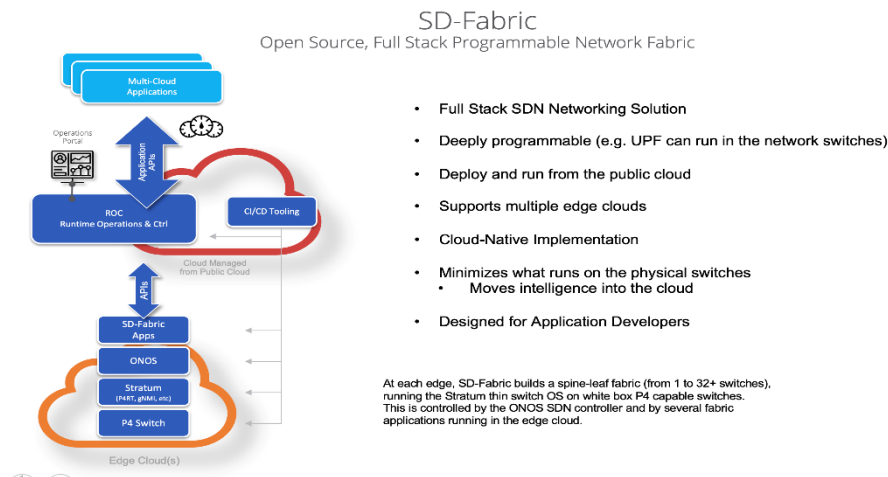 SD-Fabric
Open Source, Full Stack Programmable Network Fabric
Multi-Cloud
Applications
Operations
Portal
Application
APIs
ROC
Runtime Operations & Ctrl
CI/CD Tooling
Cloud Managed
from Public Cloud
APIs
SD-Fabric
Apps
ONOS
Stratum
(P4RT, gNMI, etc)
P4 Switch
Edge Cloud(s)
• Full Stack SDN Networking Solution
• Deeply programmable (e.g. UPF can run in the network switches)
• Deploy and run from the public cloud
• Supports multiple edge clouds
• Cloud-Native Implementation
• Minimizes what runs on the physical switches
• Moves intelligence into the cloud
• Designed for Application Developers
At each edge, SD-Fabric builds a spine-leaf fabric (from 1 to 32+ switches),
running the Stratum thin switch OS on white box P4 capable switches.
This is controlled by the ONOS SDN controller and by several fabric
applications running in the edge cloud.